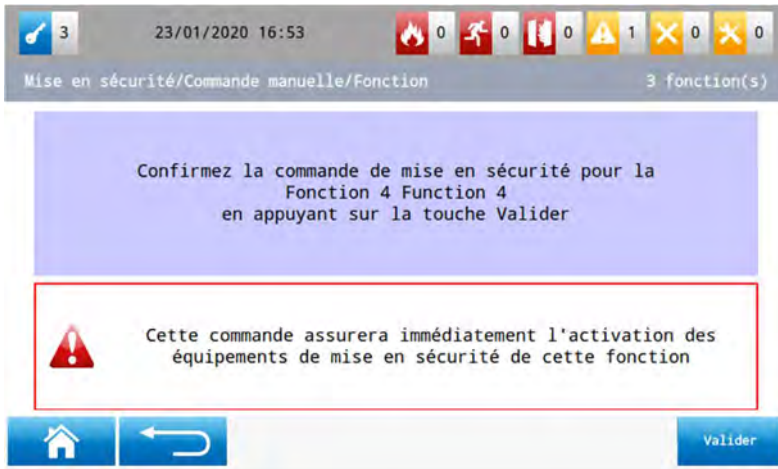 3 23/01/2020 16:53 0 0 0 1 0 0
Mise en sécurité/Commande manuelle/Fonction 3 fonction(s)
Confirmez la commande de mise en sécurité pour la
Fonction 4 Function 4
en appuyant sur la touche Valider
Cette commande assurera immédiatement l'activation des
équipements de mise en sécurité de cette fonction
Valider